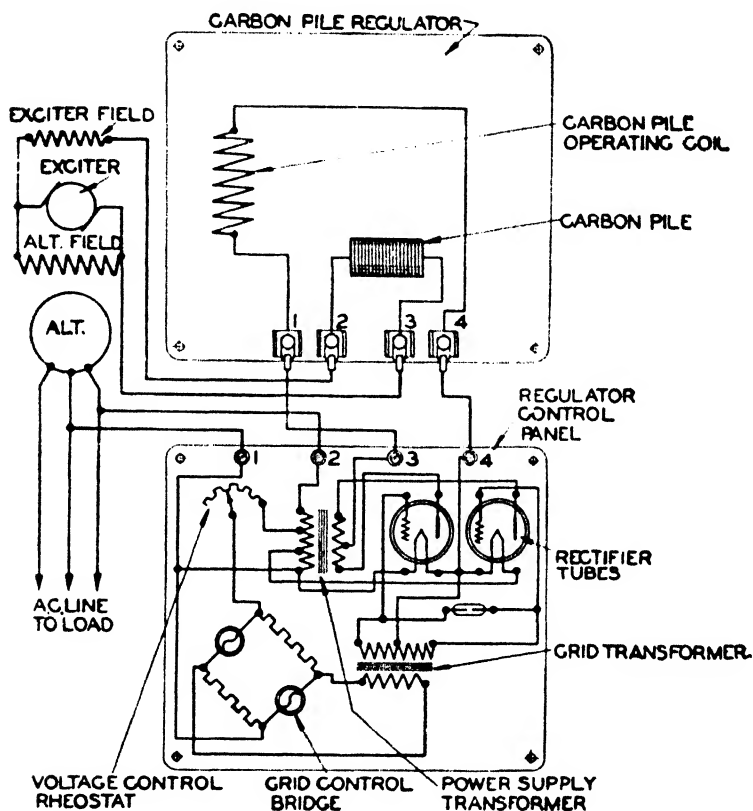 CARBON PILE REGULATOR
EXCITER FIELD
EXCITER
ALT. FIELD
ALT.
CARBON PILE
OPERATING COIL
CARBON PILE
1 2 3 4
REGULATOR
CONTROL
PANEL
1 2 3 4
RECTIFIER
TUBES
A.C. LINE
TO LOAD
GRID TRANSFORMER
VOLTAGE CONTROL
RHEOSTAT
GRID CONTROL
BRIDGE
POWER SUPPLY
TRANSFORMER